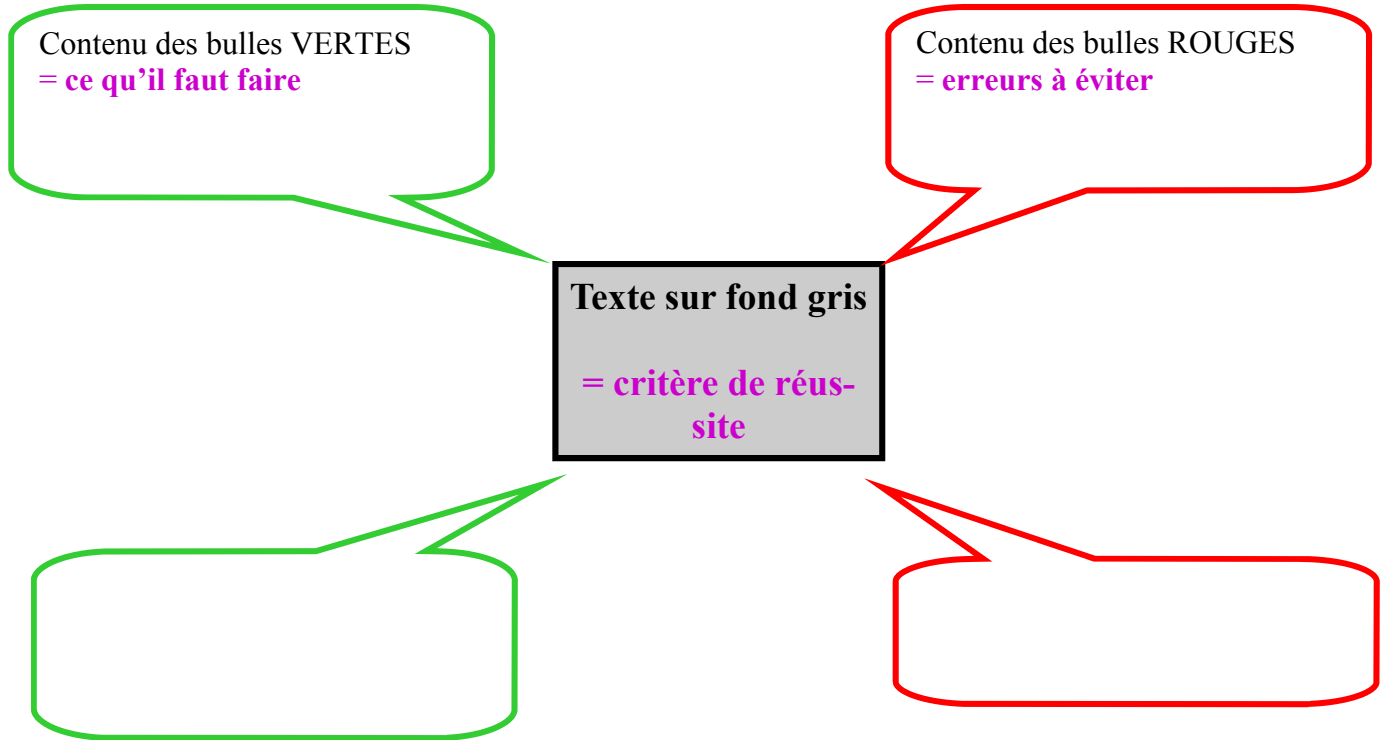 Contenu des bulles VERTES
= ce qu’il faut faire
Contenu des bulles ROUGES
= erreurs à éviter
Texte sur fond gris
= critère de réus-
site